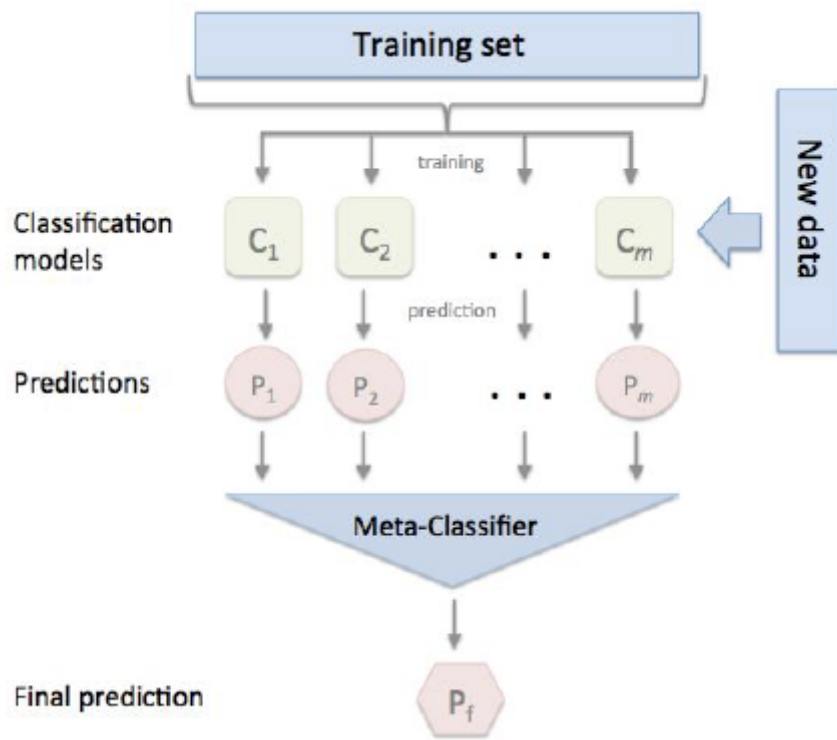 Training set
training
New data
Classification
models
C₁ C₂ . . . Cₘ
prediction
Predictions
P₁ P₂ . . . Pₘ
Meta-Classifier
Final prediction
P_f